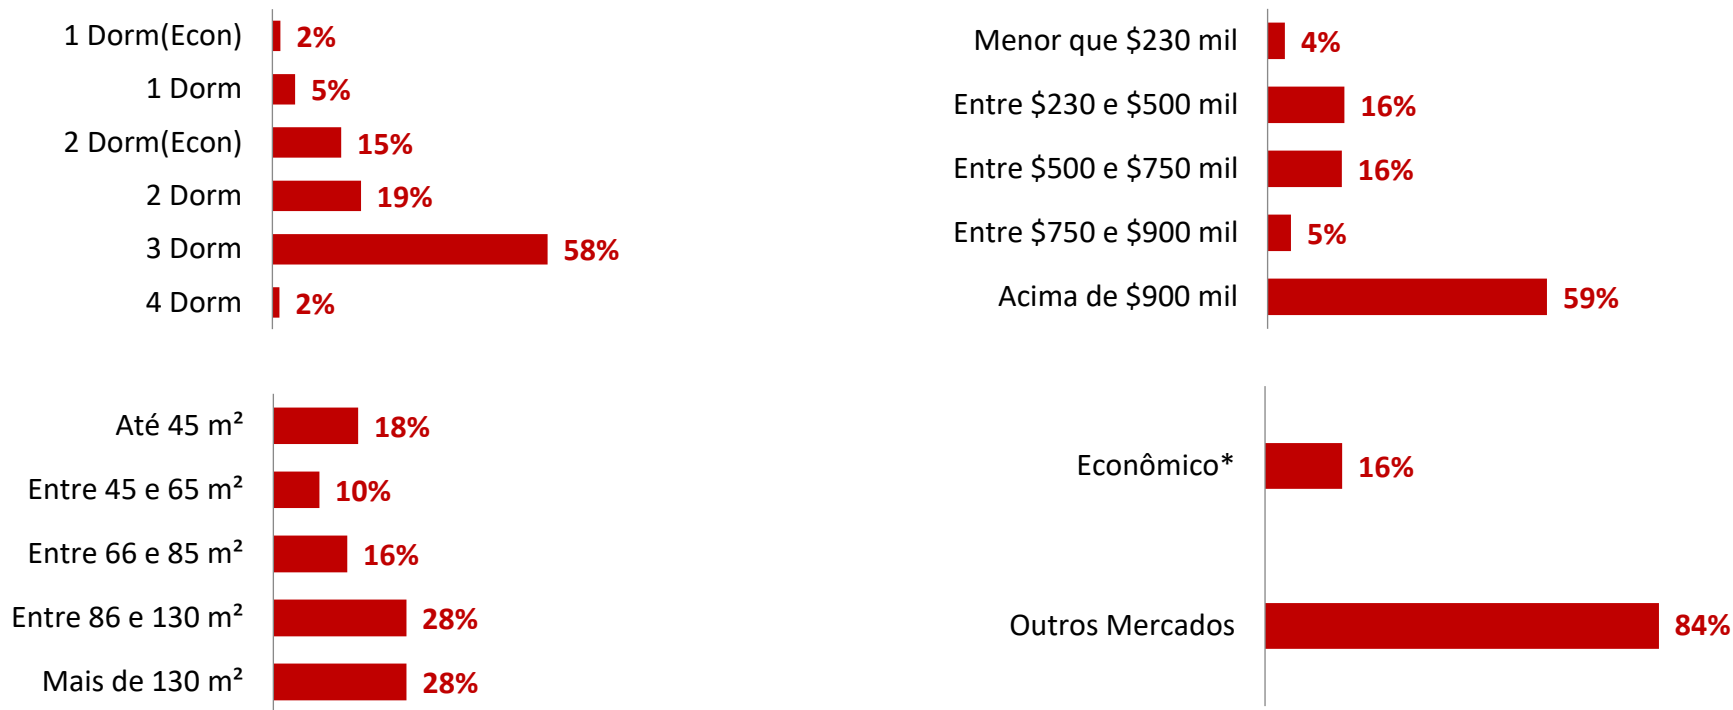 1 Dorm(Econ) 2%
1 Dorm 5%
2 Dorm(Econ) 15%
2 Dorm 19%
3 Dorm 58%
4 Dorm 2%
Menor que $230 mil 4%
Entre $230 e $500 mil 16%
Entre $500 e $750 mil 16%
Entre $750 e $900 mil 5%
Acima de $900 mil 59%
Até 45 m² 18%
Entre 45 e 65 m² 10%
Entre 66 e 85 m² 16%
Entre 86 e 130 m² 28%
Mais de 130 m² 28%
Econômico* 16%
Outros Mercados 84%